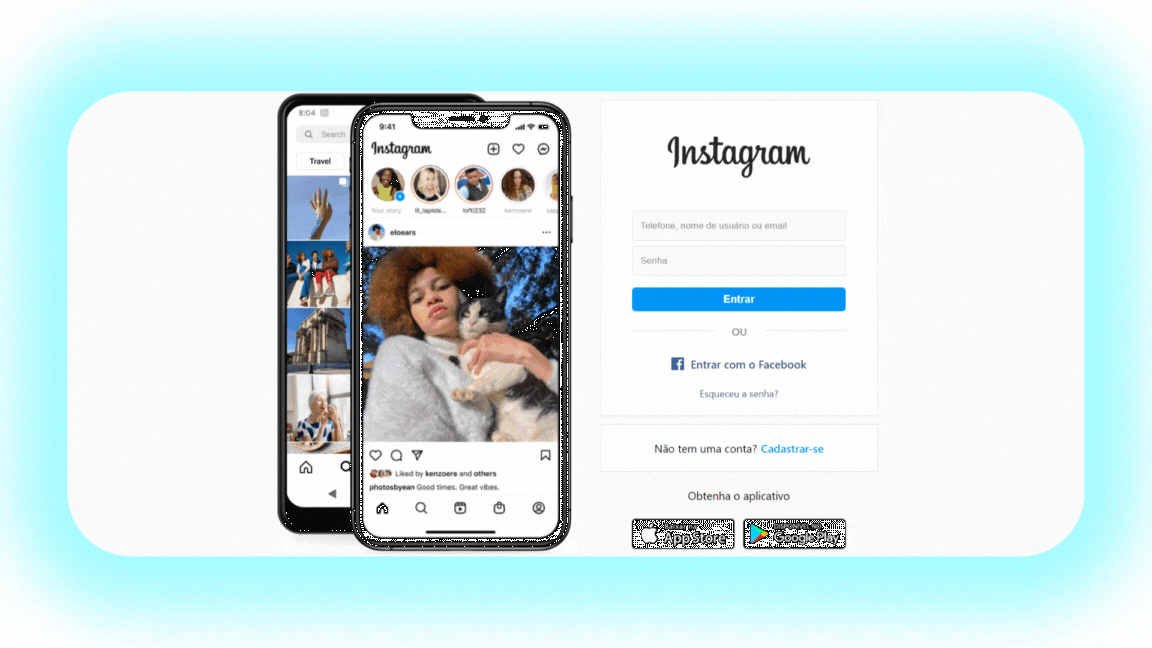 8:04
Search
Travel
9:41
Instagram
Your story
lil_lapisla...
lofti232
kenzoere
sapp
eloears
Liked by kenzoere and others
photosbyean Good times. Great vibes.
Instagram
Telefone, nome de usuário ou email
Senha
Entrar
OU
Entrar com o Facebook
Esqueceu a senha?
Não tem uma conta? Cadastrar-se
Obtenha o aplicativo
App Store
Google Play